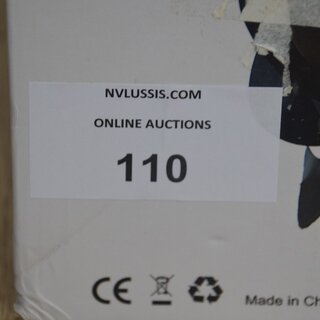 NVLUSSIS.COM
ONLINE AUCTIONS
110
CE
Made in Ch